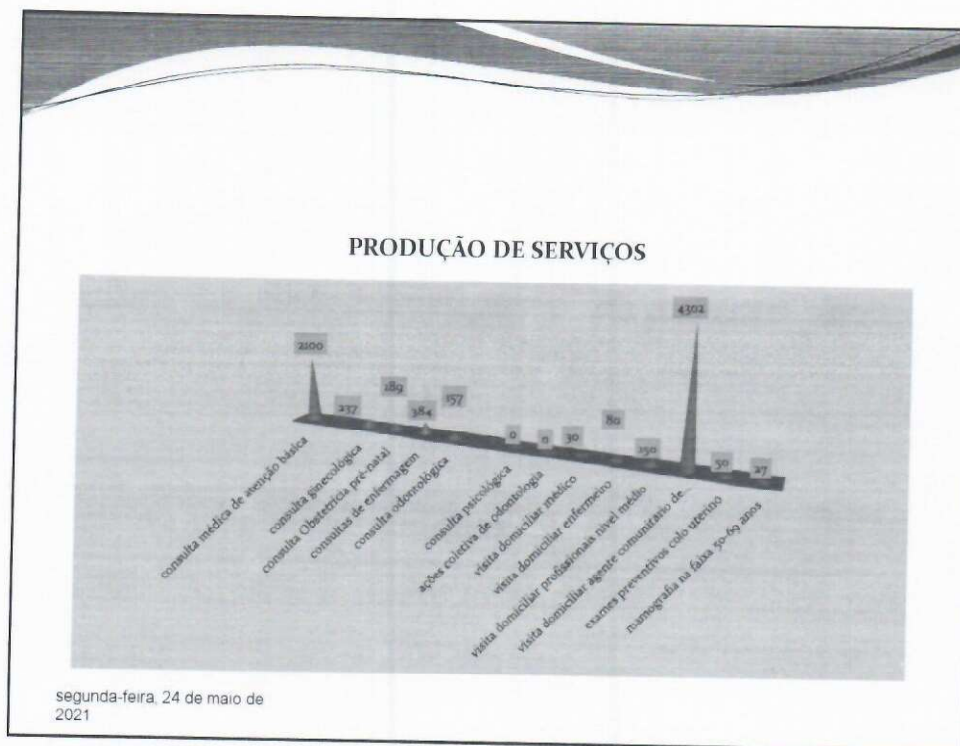 PRODUÇÃO DE SERVIÇOS
2100
237
189
384
157
0
0
30
80
150
4302
50
27
consulta médica de atenção básica
consulta ginecológica
consulta Obstetrícia pré-natal
consultas de enfermagem
consulta odontológica
consulta psicológica
ações coletiva de odontologia
visita domiciliar médico
visita domiciliar enfermeiro
visita domiciliar profissionais nivel médio
visita domiciliar agente comunitário de...
exames preventivos colo uterino
mamografia na faixa 50-69 anos
segunda-feira, 24 de maio de
2021